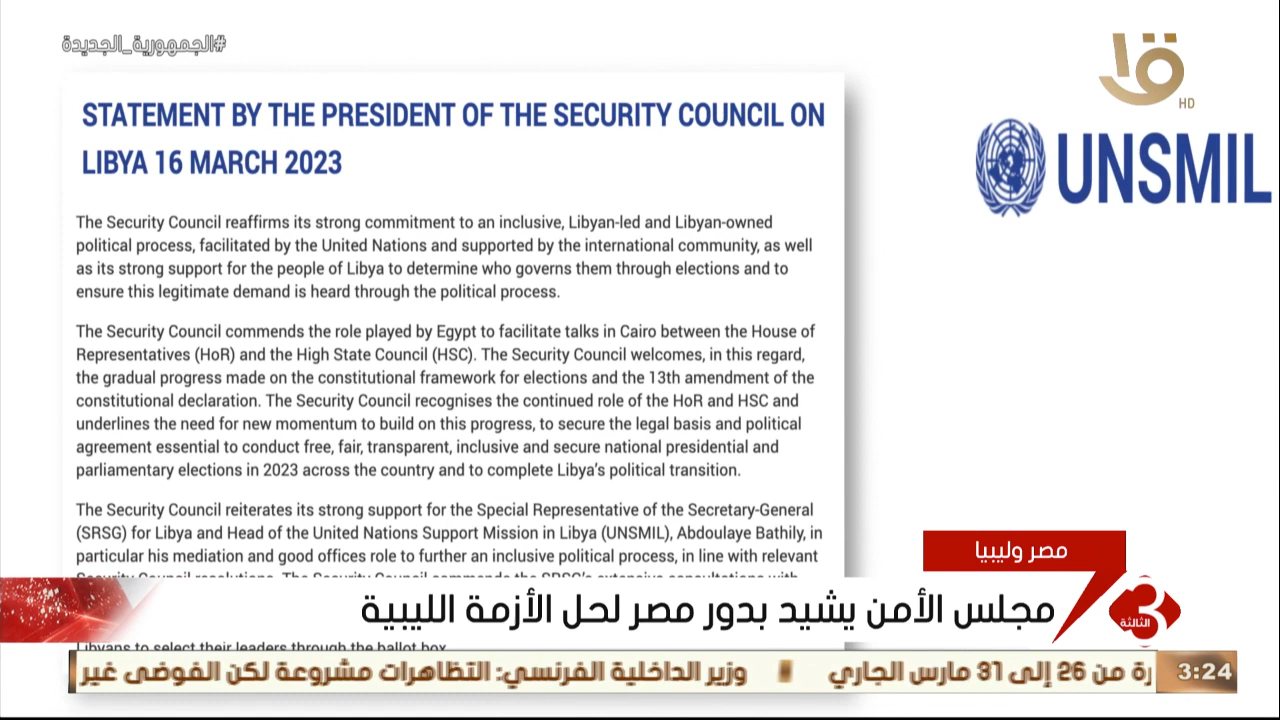 #الجمهورية_الجديدة
HD
UNSMIL
STATEMENT BY THE PRESIDENT OF THE SECURITY COUNCIL ON
LIBYA 16 MARCH 2023
The Security Council reaffirms its strong commitment to an inclusive, Libyan-led and Libyan-owned
political process, facilitated by the United Nations and supported by the international community, as well
as its strong support for the people of Libya to determine who governs them through elections and to
ensure this legitimate demand is heard through the political process.
The Security Council commends the role played by Egypt to facilitate talks in Cairo between the House of
Representatives (HoR) and the High State Council (HSC). The Security Council welcomes, in this regard,
the gradual progress made on the constitutional framework for elections and the 13th amendment of the
constitutional declaration. The Security Council recognises the continued role of the HoR and HSC and
underlines the need for new momentum to build on this progress, to secure the legal basis and political
agreement essential to conduct free, fair, transparent, inclusive and secure national presidential and
parliamentary elections in 2023 across the country and to complete Libya's political transition.
The Security Council reiterates its strong support for the Special Representative of the Secretary-General
(SRSG) for Libya and Head of the United Nations Support Mission in Libya (UNSMIL), Abdoulaye Bathily, in
particular his mediation and good offices role to further an inclusive political process, in line with relevant
Security Council resolutions. The Security Council commends the SRSG's extensive consultations with
Libyans to select their leaders through the ballot box.
مصر وليبيا
مجلس الأمن يشيد بدور مصر لحل الأزمة الليبية
3 الثالثة
رة من 26 إلى 31 مارس الجاري
وزير الداخلية الفرنسي: التظاهرات مشروعة لكن الفوضى غير
3:24